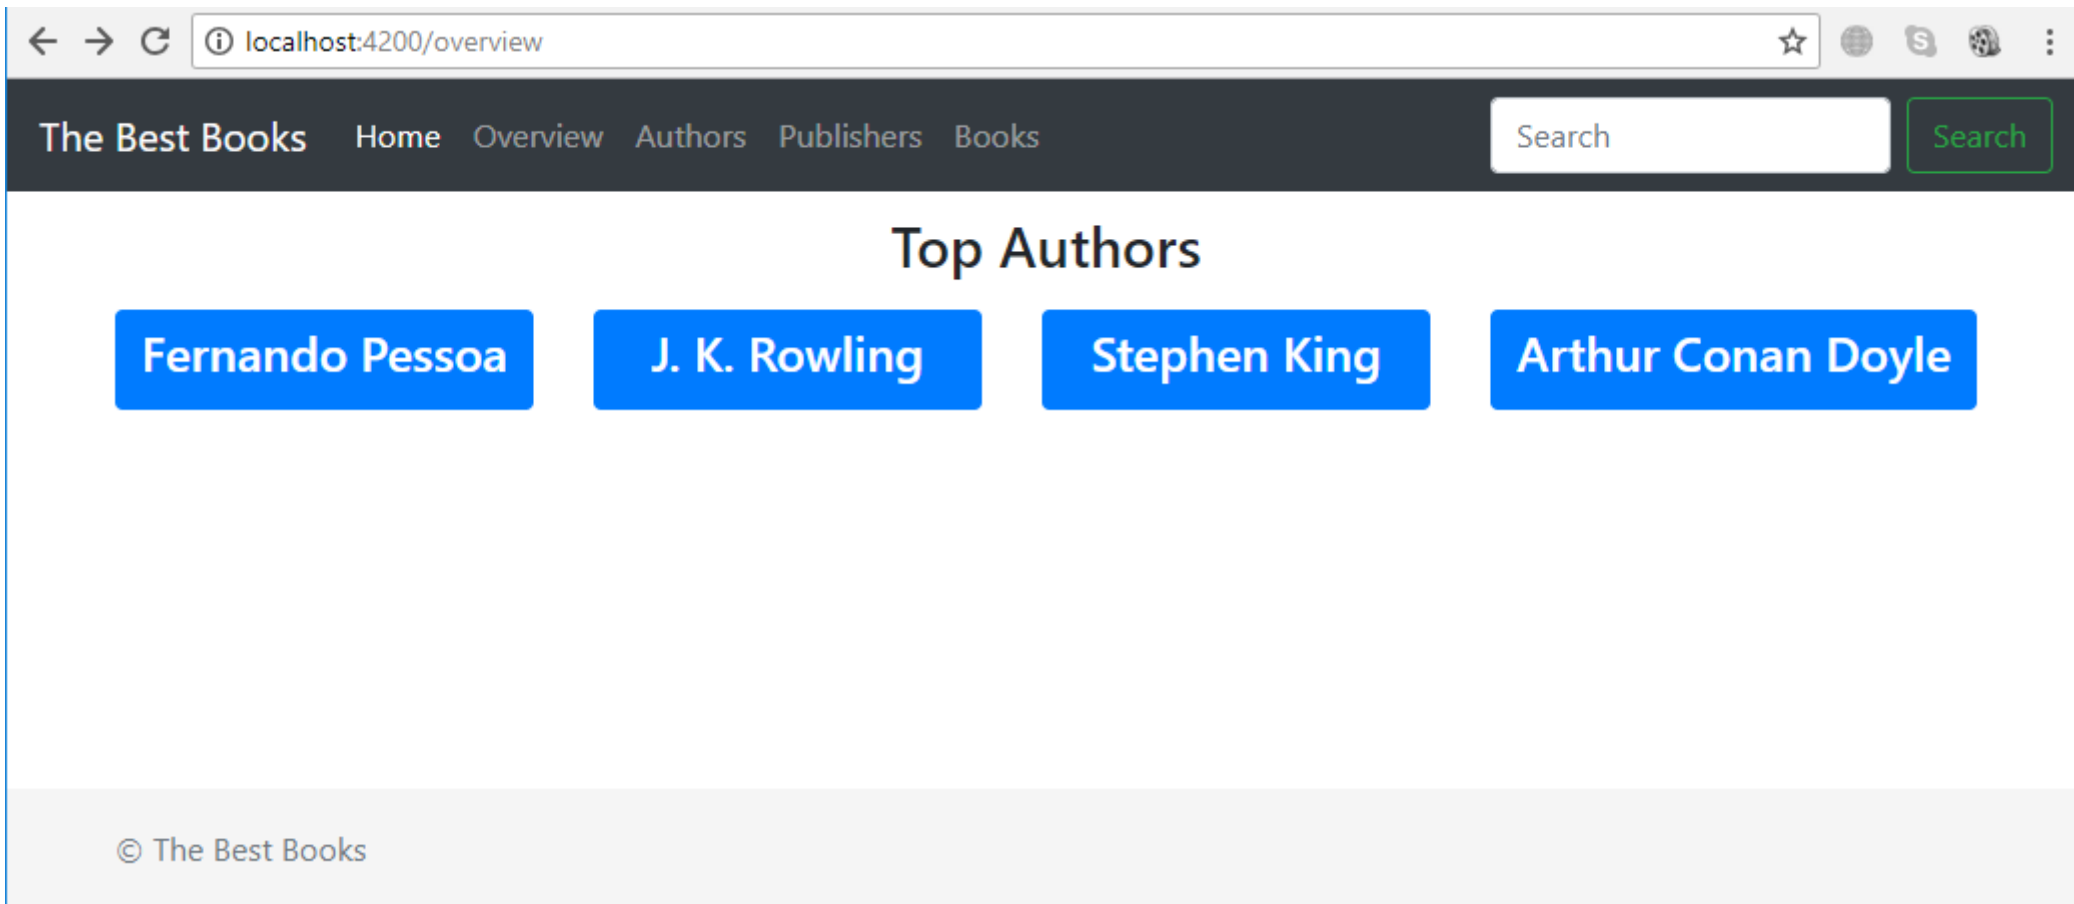 localhost:4200/overview
The Best Books Home Overview Authors Publishers Books Search Search
Top Authors
Fernando Pessoa J. K. Rowling Stephen King Arthur Conan Doyle
© The Best Books